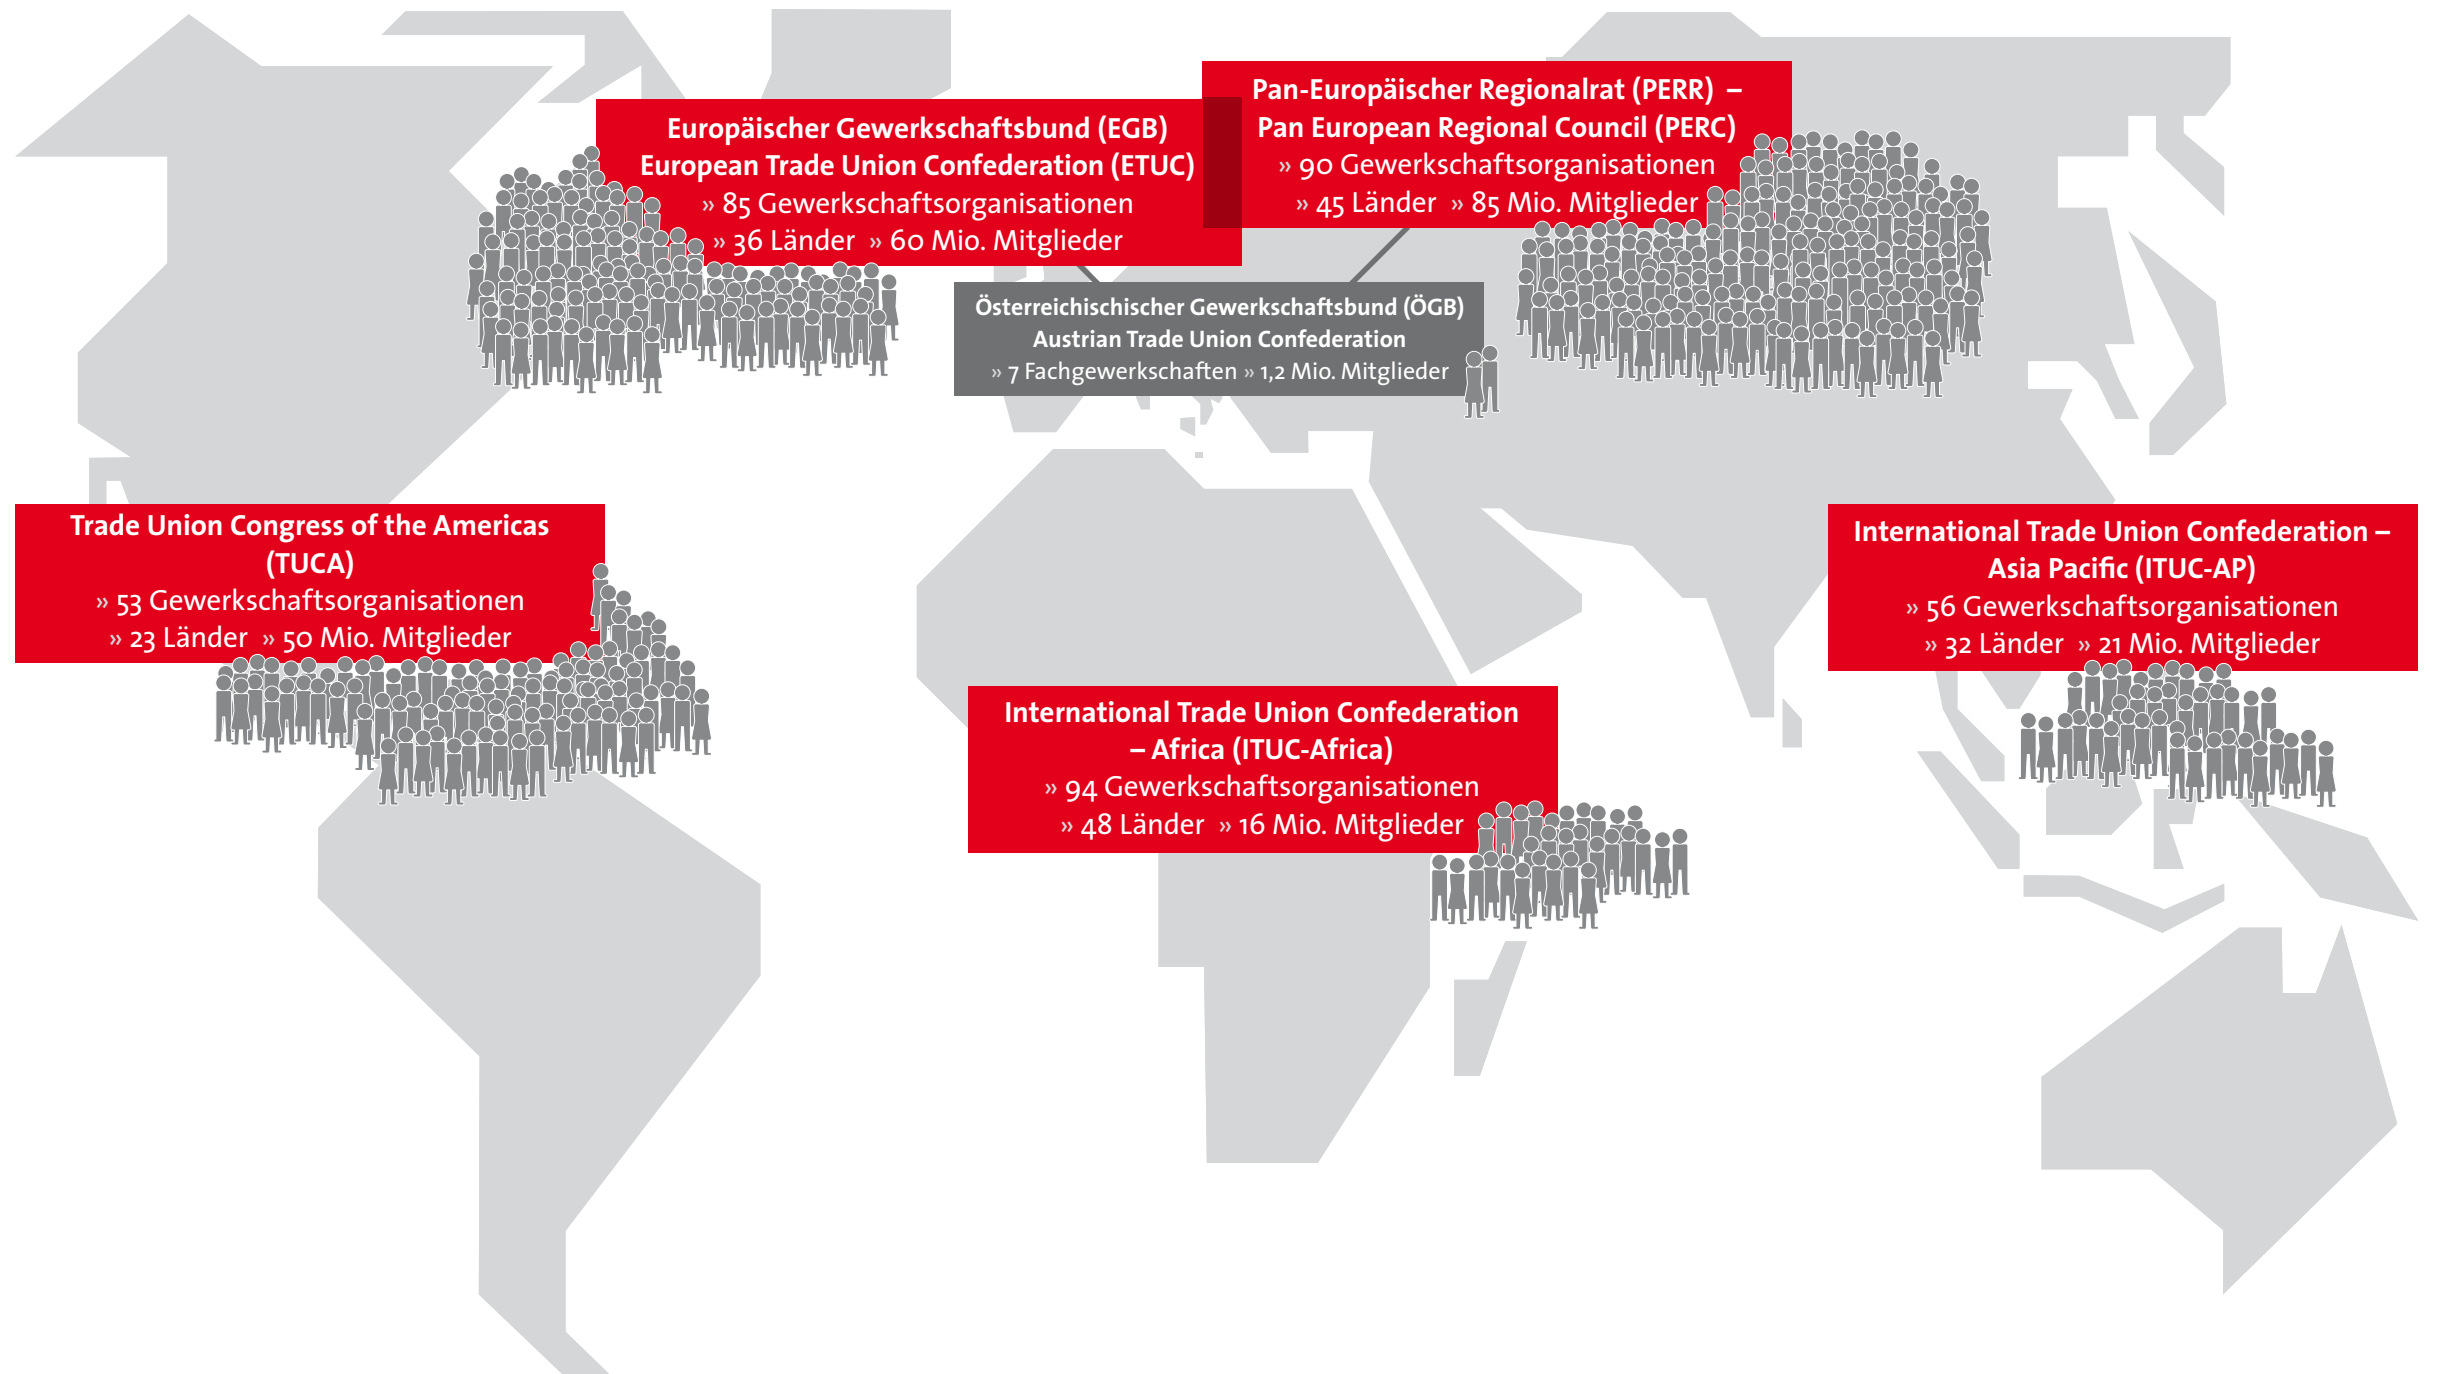 Europäischer Gewerkschaftsbund (EGB)
European Trade Union Confederation (ETUC)
» 85 Gewerkschaftsorganisationen
» 36 Länder » 60 Mio. Mitglieder
Pan-Europäischer Regionalrat (PERR) –
Pan European Regional Council (PERC)
» 90 Gewerkschaftsorganisationen
» 45 Länder » 85 Mio. Mitglieder
Österreichischischer Gewerkschaftsbund (ÖGB)
Austrian Trade Union Confederation
» 7 Fachgewerkschaften » 1,2 Mio. Mitglieder
Trade Union Congress of the Americas
(TUCA)
» 53 Gewerkschaftsorganisationen
» 23 Länder » 50 Mio. Mitglieder
International Trade Union Confederation
– Africa (ITUC-Africa)
» 94 Gewerkschaftsorganisationen
» 48 Länder » 16 Mio. Mitglieder
International Trade Union Confederation –
Asia Pacific (ITUC-AP)
» 56 Gewerkschaftsorganisationen
» 32 Länder » 21 Mio. Mitglieder